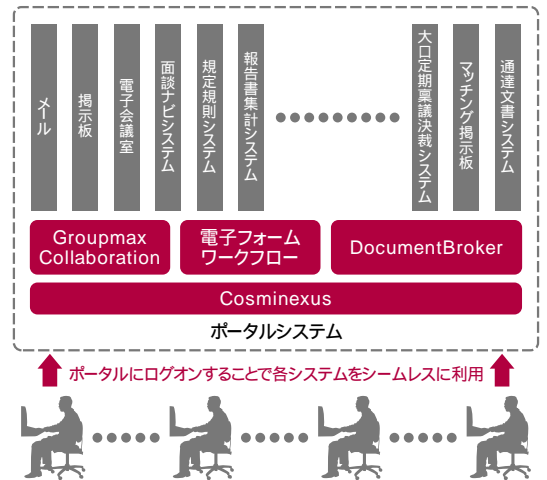 メール
掲示板
電子会議室
面談ナビシステム
規定規則システム
報告書集計システム
大口定期稟議決裁システム
マッチング掲示板
通達文書システム
Groupmax
Collaboration
電子フォーム
ワークフロー
DocumentBroker
Cosminexus
ポータルシステム
ポータルにログオンすることで各システムをシームレスに利用